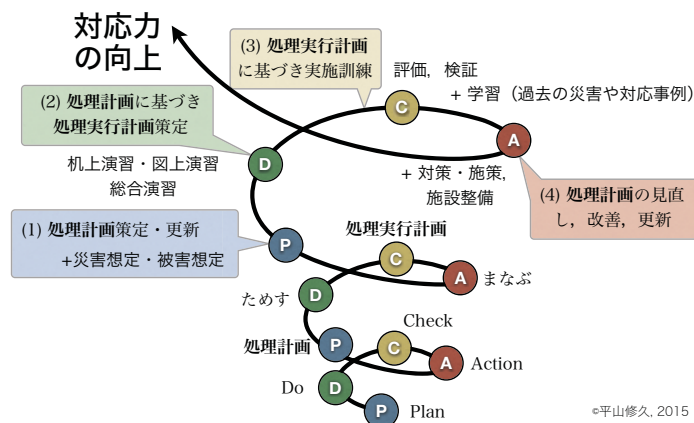 対応力
の向上
(3) 処理実行計画
に基づき実施訓練
評価，検証
+ 学習（過去の災害や対応事例）
C
(2) 処理計画に基づき
処理実行計画策定
A
D
机上演習・図上演習
総合演習
+ 対策・施策，
施設整備
(4) 処理計画の見直
し，改善，更新
(1) 処理計画策定・更新
+災害想定・被害想定
P
処理実行計画
C
A
まなぶ
D
ためす
Check
処理計画
P
C
A
Action
Do
D
P
Plan
©平山修久, 2015